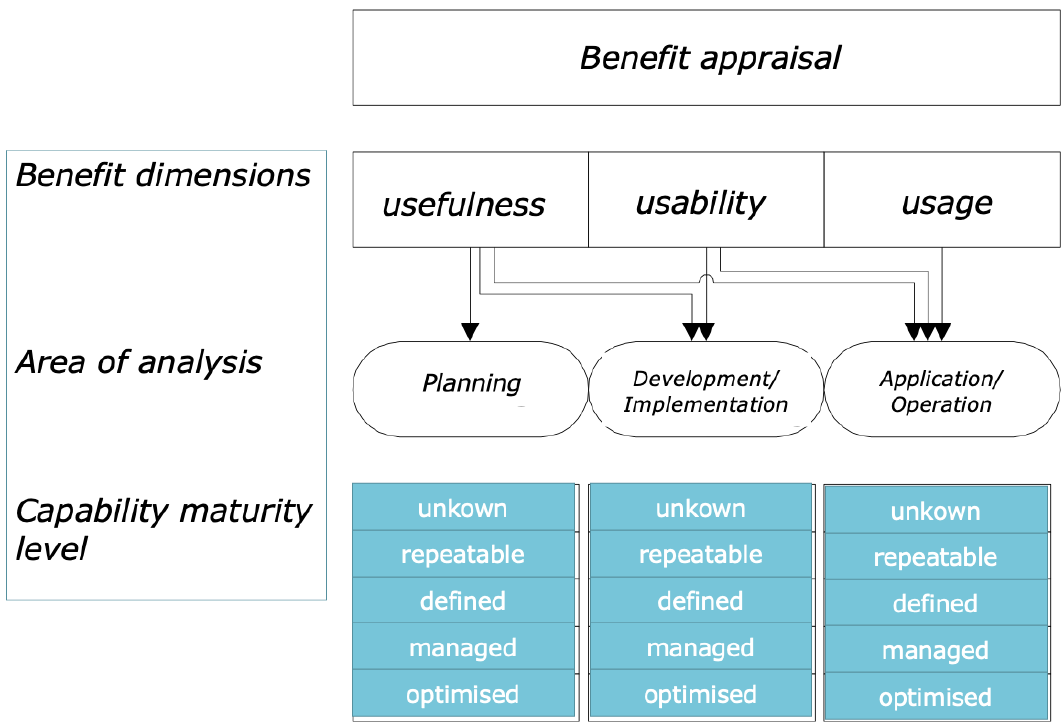 Benefit appraisal
Benefit dimensions
usefulness
usability
usage
Area of analysis
Planning
Development/
Implementation
Application/
Operation
Capability maturity
level
unkown
repeatable
defined
managed
optimised
unkown
repeatable
defined
managed
optimised
unkown
repeatable
defined
managed
optimised